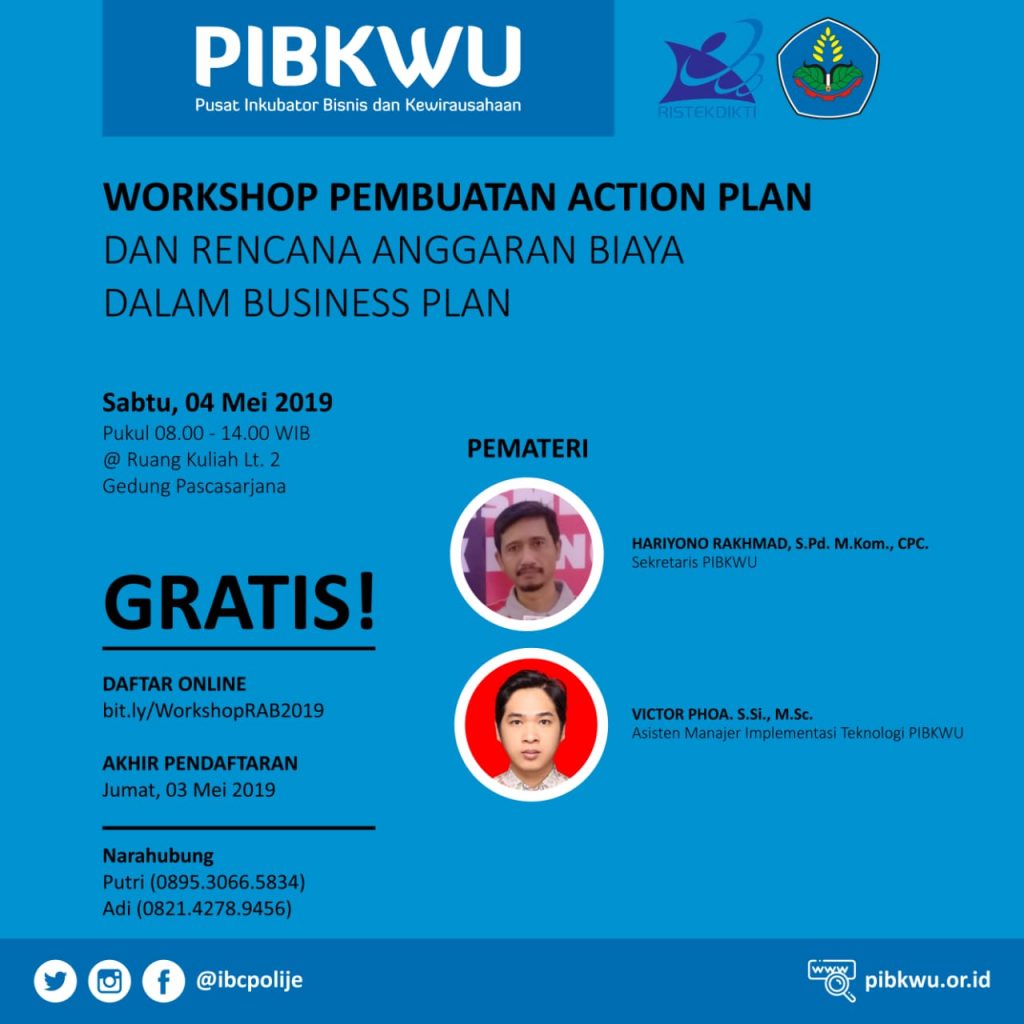 PIBKWU
Pusat Inkubator Bisnis dan Kewirausahaan
RISTEKDIKTI
WORKSHOP PEMBUATAN ACTION PLAN
DAN RENCANA ANGGARAN BIAYA
DALAM BUSINESS PLAN
Sabtu, 04 Mei 2019
Pukul 08.00 - 14.00 WIB
@ Ruang Kuliah Lt. 2
Gedung Pascasarjana
PEMATERI
HARIYONO RAKHMAD, S.Pd. M.Kom., CPC.
Sekretaris PIBKWU
GRATIS!
VICTOR PHOA. S.Si., M.Sc.
Asisten Manajer Implementasi Teknologi PIBKWU
DAFTAR ONLINE
bit.ly/WorkshopRAB2019
AKHIR PENDAFTARAN
Jumat, 03 Mei 2019
Narahubung
Putri (0895.3066.5834)
Adi (0821.4278.9456)
@ibcpolije
www
pibkwu.or.id